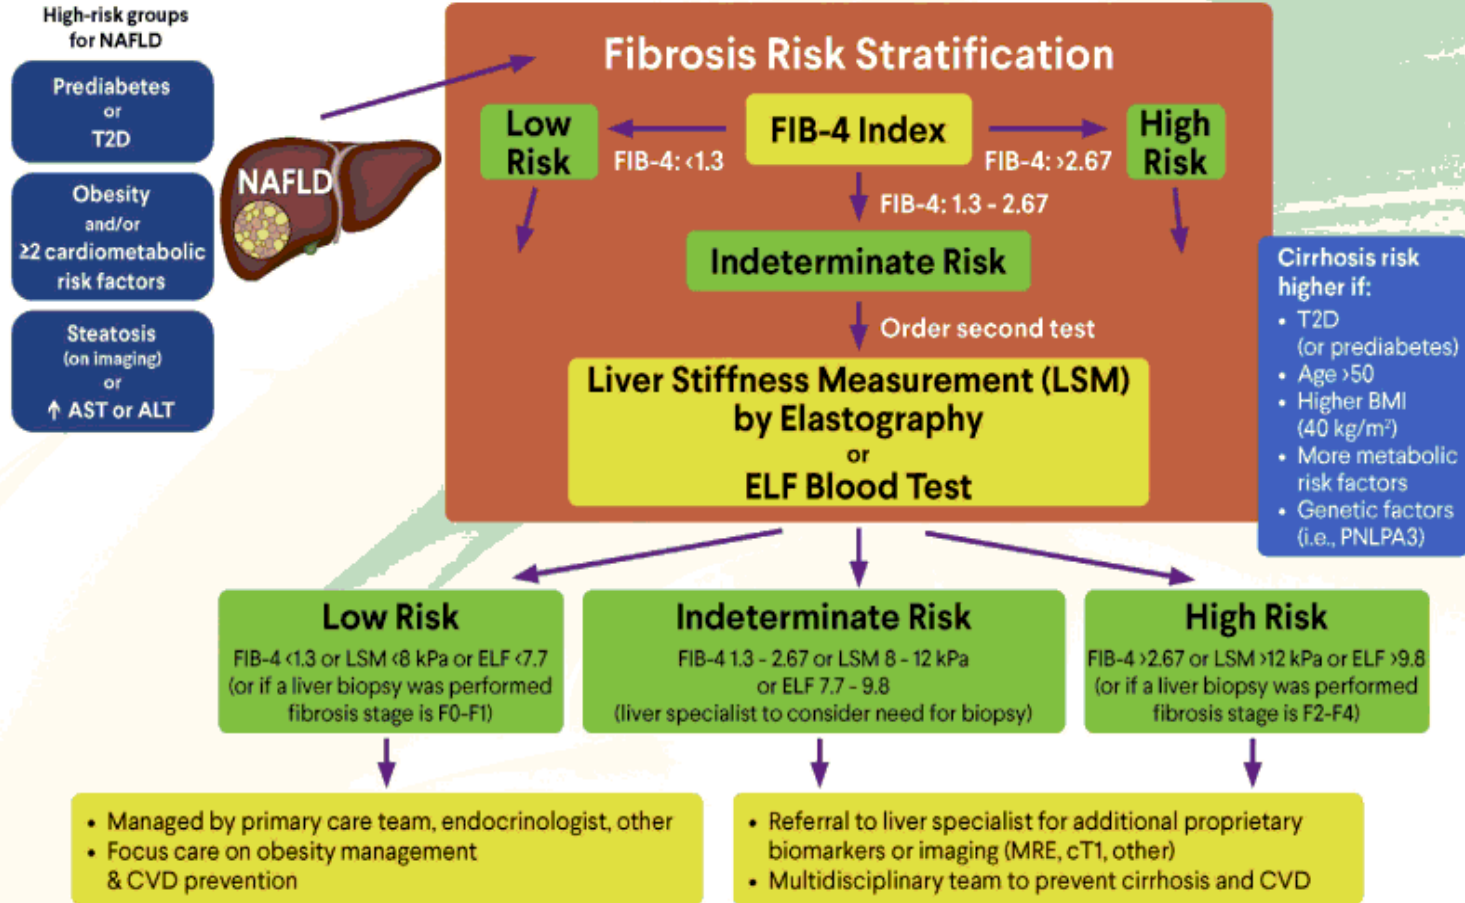 High-risk groups
for NAFLD
Prediabetes
or
T2D
Obesity
and/or
≥2 cardiometabolic
risk factors
Steatosis
(on imaging)
or
↑ AST or ALT
NAFLD
Fibrosis Risk Stratification
Low
Risk
FIB-4: <1.3
FIB-4 Index
FIB-4: >2.67
High
Risk
FIB-4: 1.3 - 2.67
Indeterminate Risk
Order second test
Liver Stiffness Measurement (LSM)
by Elastography
or
ELF Blood Test
Cirrhosis risk
higher if:
• T2D
(or prediabetes)
• Age >50
• Higher BMI
(40 kg/m²)
• More metabolic
risk factors
• Genetic factors
(i.e., PNLPA3)
Low Risk
FIB-4 <1.3 or LSM <8 kPa or ELF <7.7
(or if a liver biopsy was performed
fibrosis stage is F0-F1)
Indeterminate Risk
FIB-4 1.3 - 2.67 or LSM 8 - 12 kPa
or ELF 7.7 - 9.8
(liver specialist to consider need for biopsy)
High Risk
FIB-4 >2.67 or LSM >12 kPa or ELF >9.8
(or if a liver biopsy was performed
fibrosis stage is F2-F4)
• Managed by primary care team, endocrinologist, other
• Focus care on obesity management
& CVD prevention
• Referral to liver specialist for additional proprietary
biomarkers or imaging (MRE, cT1, other)
• Multidisciplinary team to prevent cirrhosis and CVD